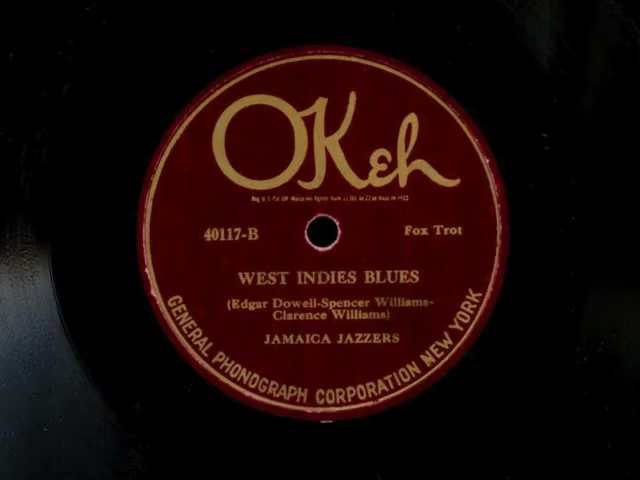 OKeh
40117-B
Fox Trot
WEST INDIES BLUES
(Edgar Dowell-Spencer Williams-
Clarence Williams)
JAMAICA JAZZERS
GENERAL PHONOGRAPH CORPORATION NEW YORK